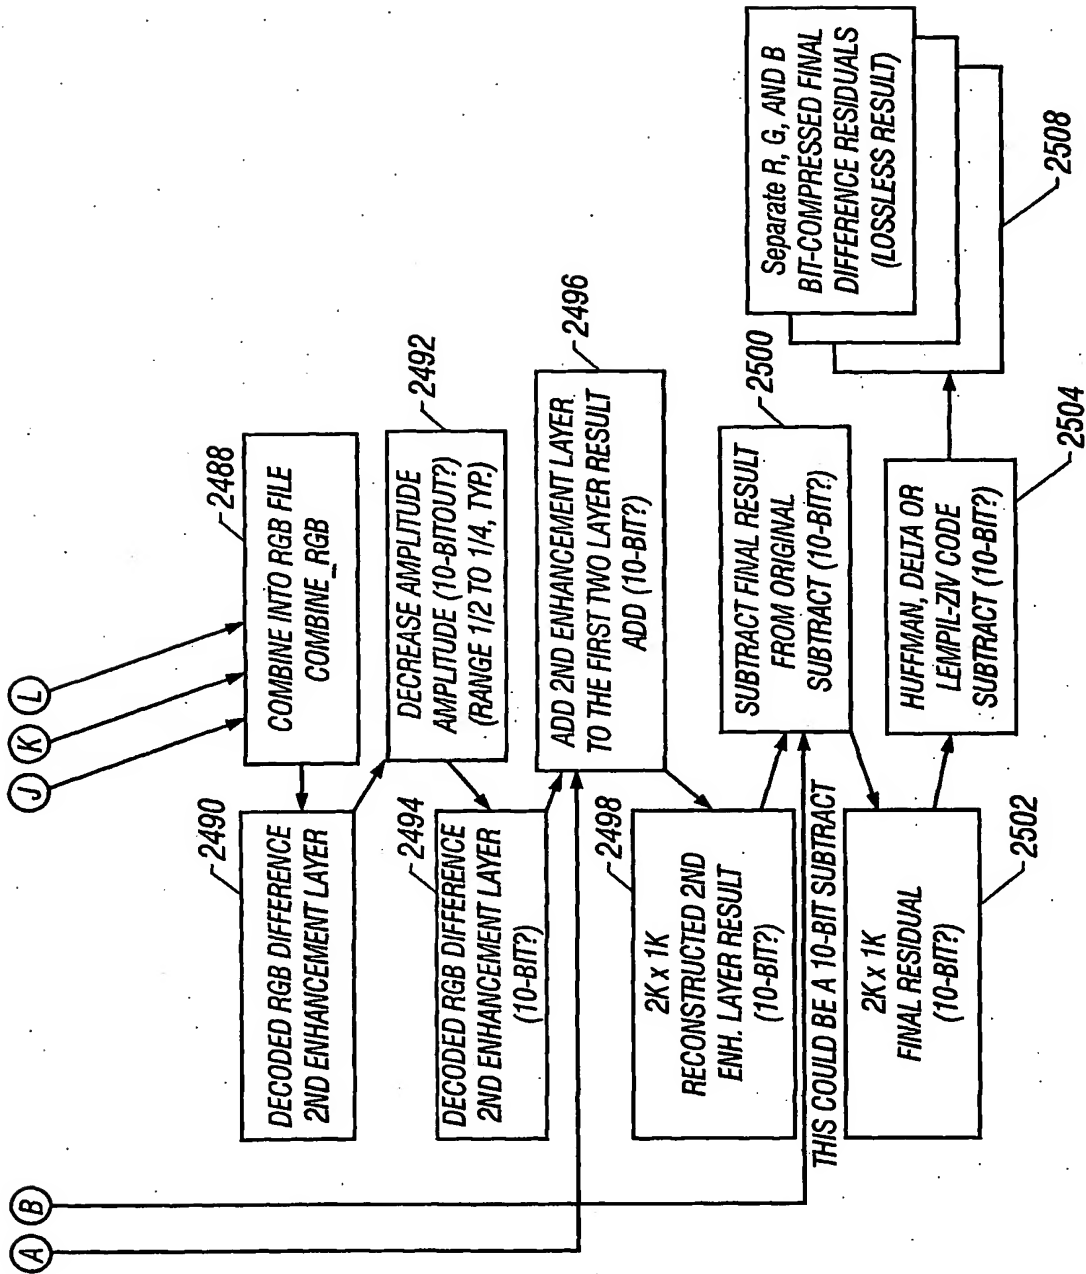 J K L
A B
COMBINE INTO RGB FILE
COMBINE_RGB
2488
DECODED RGB DIFFERENCE
2ND ENHANCEMENT LAYER
2490
DECREASE AMPLITUDE
AMPLITUDE (10-BITOUT?)
(RANGE 1/2 TO 1/4, TYP.)
2492
DECODED RGB DIFFERENCE
2ND ENHANCEMENT LAYER
(10-BIT?)
2494
ADD 2ND ENHANCEMENT LAYER
TO THE FIRST TWO LAYER RESULT
ADD (10-BIT?)
2496
2K x 1K
RECONSTRUCTED 2ND
ENH. LAYER RESULT
(10-BIT?)
2498
SUBTRACT FINAL RESULT
FROM ORIGINAL
SUBTRACT (10-BIT?)
2500
THIS COULD BE A 10-BIT SUBTRACT
2K x 1K
FINAL RESIDUAL
(10-BIT?)
2502
HUFFMAN, DELTA OR
LEMPIL-ZIV CODE
SUBTRACT (10-BIT?)
2504
Separate R, G, AND B
BIT-COMPRESSED FINAL
DIFFERENCE RESIDUALS
(LOSSLESS RESULT)
2508